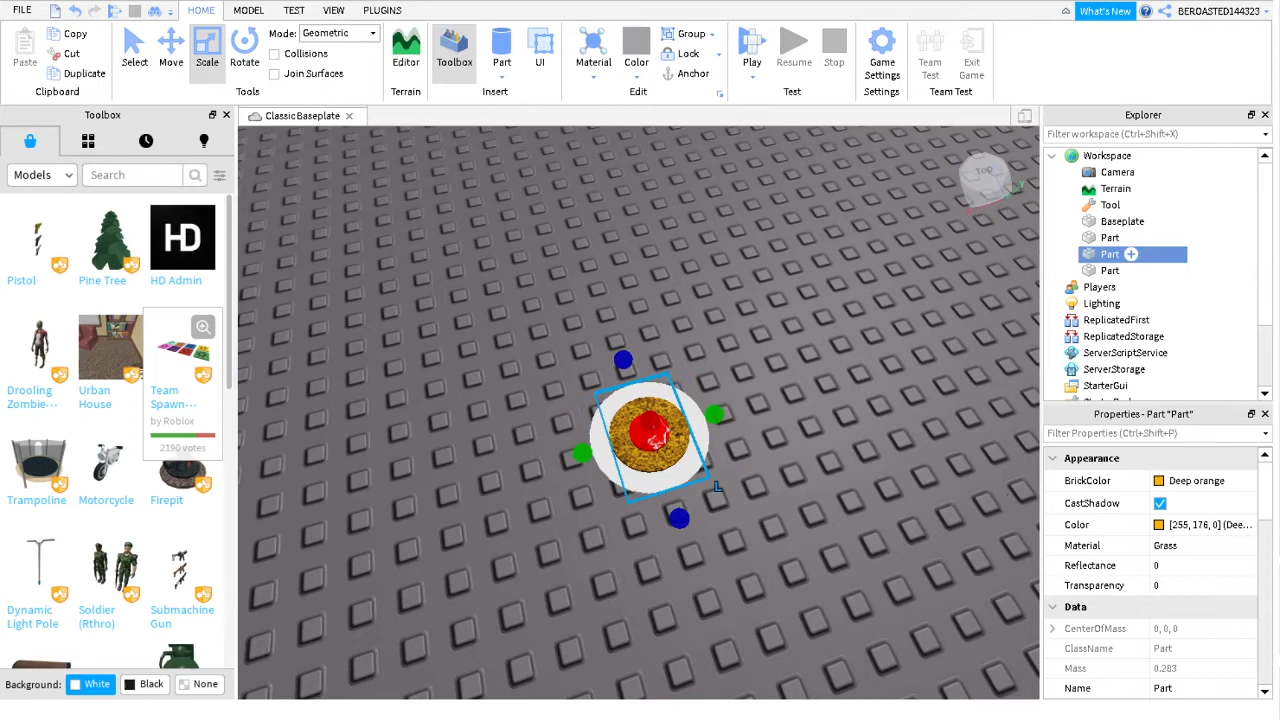 FILE HOME MODEL TEST VIEW PLUGINS What's New BEROASTED144323
Paste Copy Cut Duplicate Select Move Scale Rotate Mode: Geometric Collisions Join Surfaces Editor Toolbox Part UI Material Color Group Lock Anchor Play Resume Stop Game Settings Team Test Exit Game
Clipboard Tools Terrain Insert Edit Test Settings Team Test
Toolbox
Models Search
HD
Pistol Pine Tree HD Admin
Drooling Zombie··· Urban House Team Spawn···
by Roblox
2190 votes
Trampoline Motorcycle Firepit
Dynamic Light Pole Soldier (Rthro) Submachine Gun
Background: White Black None
ClassicBaseplate
Top
L
Explorer
Filter workspace (Ctrl+Shift+X)
Workspace
Camera
Terrain
Tool
Baseplate
Part
Part
Part
Players
Lighting
ReplicatedFirst
ReplicatedStorage
ServerScriptService
ServerStorage
StarterGui
Properties - Part "Part"
Filter Properties (Ctrl+Shift+P)
Appearance
BrickColor Deep orange
CastShadow
Color [255, 176, 0] (Dee...
Material Grass
Reflectance 0
Transparency 0
Data
CenterOfMass 0, 0, 0
ClassName Part
Mass 0.283
Name Part